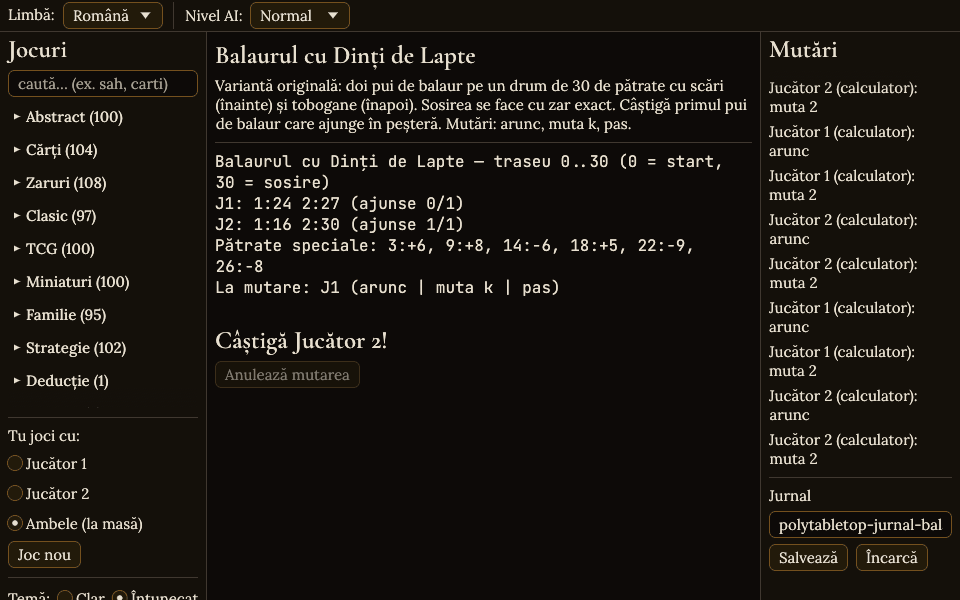 Limbă: Română Nivel AI: Normal
Jocuri
caută... (ex. sah, carti)
Abstract (100)
Cărți (104)
Zaruri (108)
Clasic (97)
TCG (100)
Miniaturi (100)
Familie (95)
Strategie (102)
Deducție (1)
Tu joci cu:
Jucător 1
Jucător 2
Ambele (la masă)
Joc nou
Temă: Clar Întunecat
Balaurul cu Dinți de Lapte
Variantă originală: doi pui de balaur pe un drum de 30 de pătrate cu scări
(înainte) și tobogane (înapoi). Sosirea se face cu zar exact. Câștigă primul pui
de balaur care ajunge în peșteră. Mutări: arunc, muta k, pas.
Balaurul cu Dinți de Lapte — traseu 0..30 (0 = start,
30 = sosire)
J1: 1:24 2:27 (ajunse 0/1)
J2: 1:16 2:30 (ajunse 1/1)
Pătrate speciale: 3:+6, 9:+8, 14:-6, 18:+5, 22:-9,
26:-8
La mutare: J1 (arunc | muta k | pas)
Câștigă Jucător 2!
Anulează mutarea
Mutări
Jucător 2 (calculator):
muta 2
Jucător 1 (calculator):
arunc
Jucător 1 (calculator):
muta 2
Jucător 2 (calculator):
arunc
Jucător 2 (calculator):
muta 2
Jucător 1 (calculator):
arunc
Jucător 1 (calculator):
muta 2
Jucător 2 (calculator):
arunc
Jucător 2 (calculator):
muta 2
Jurnal
polytabletop-jurnal-bal
Salvează Încarcă